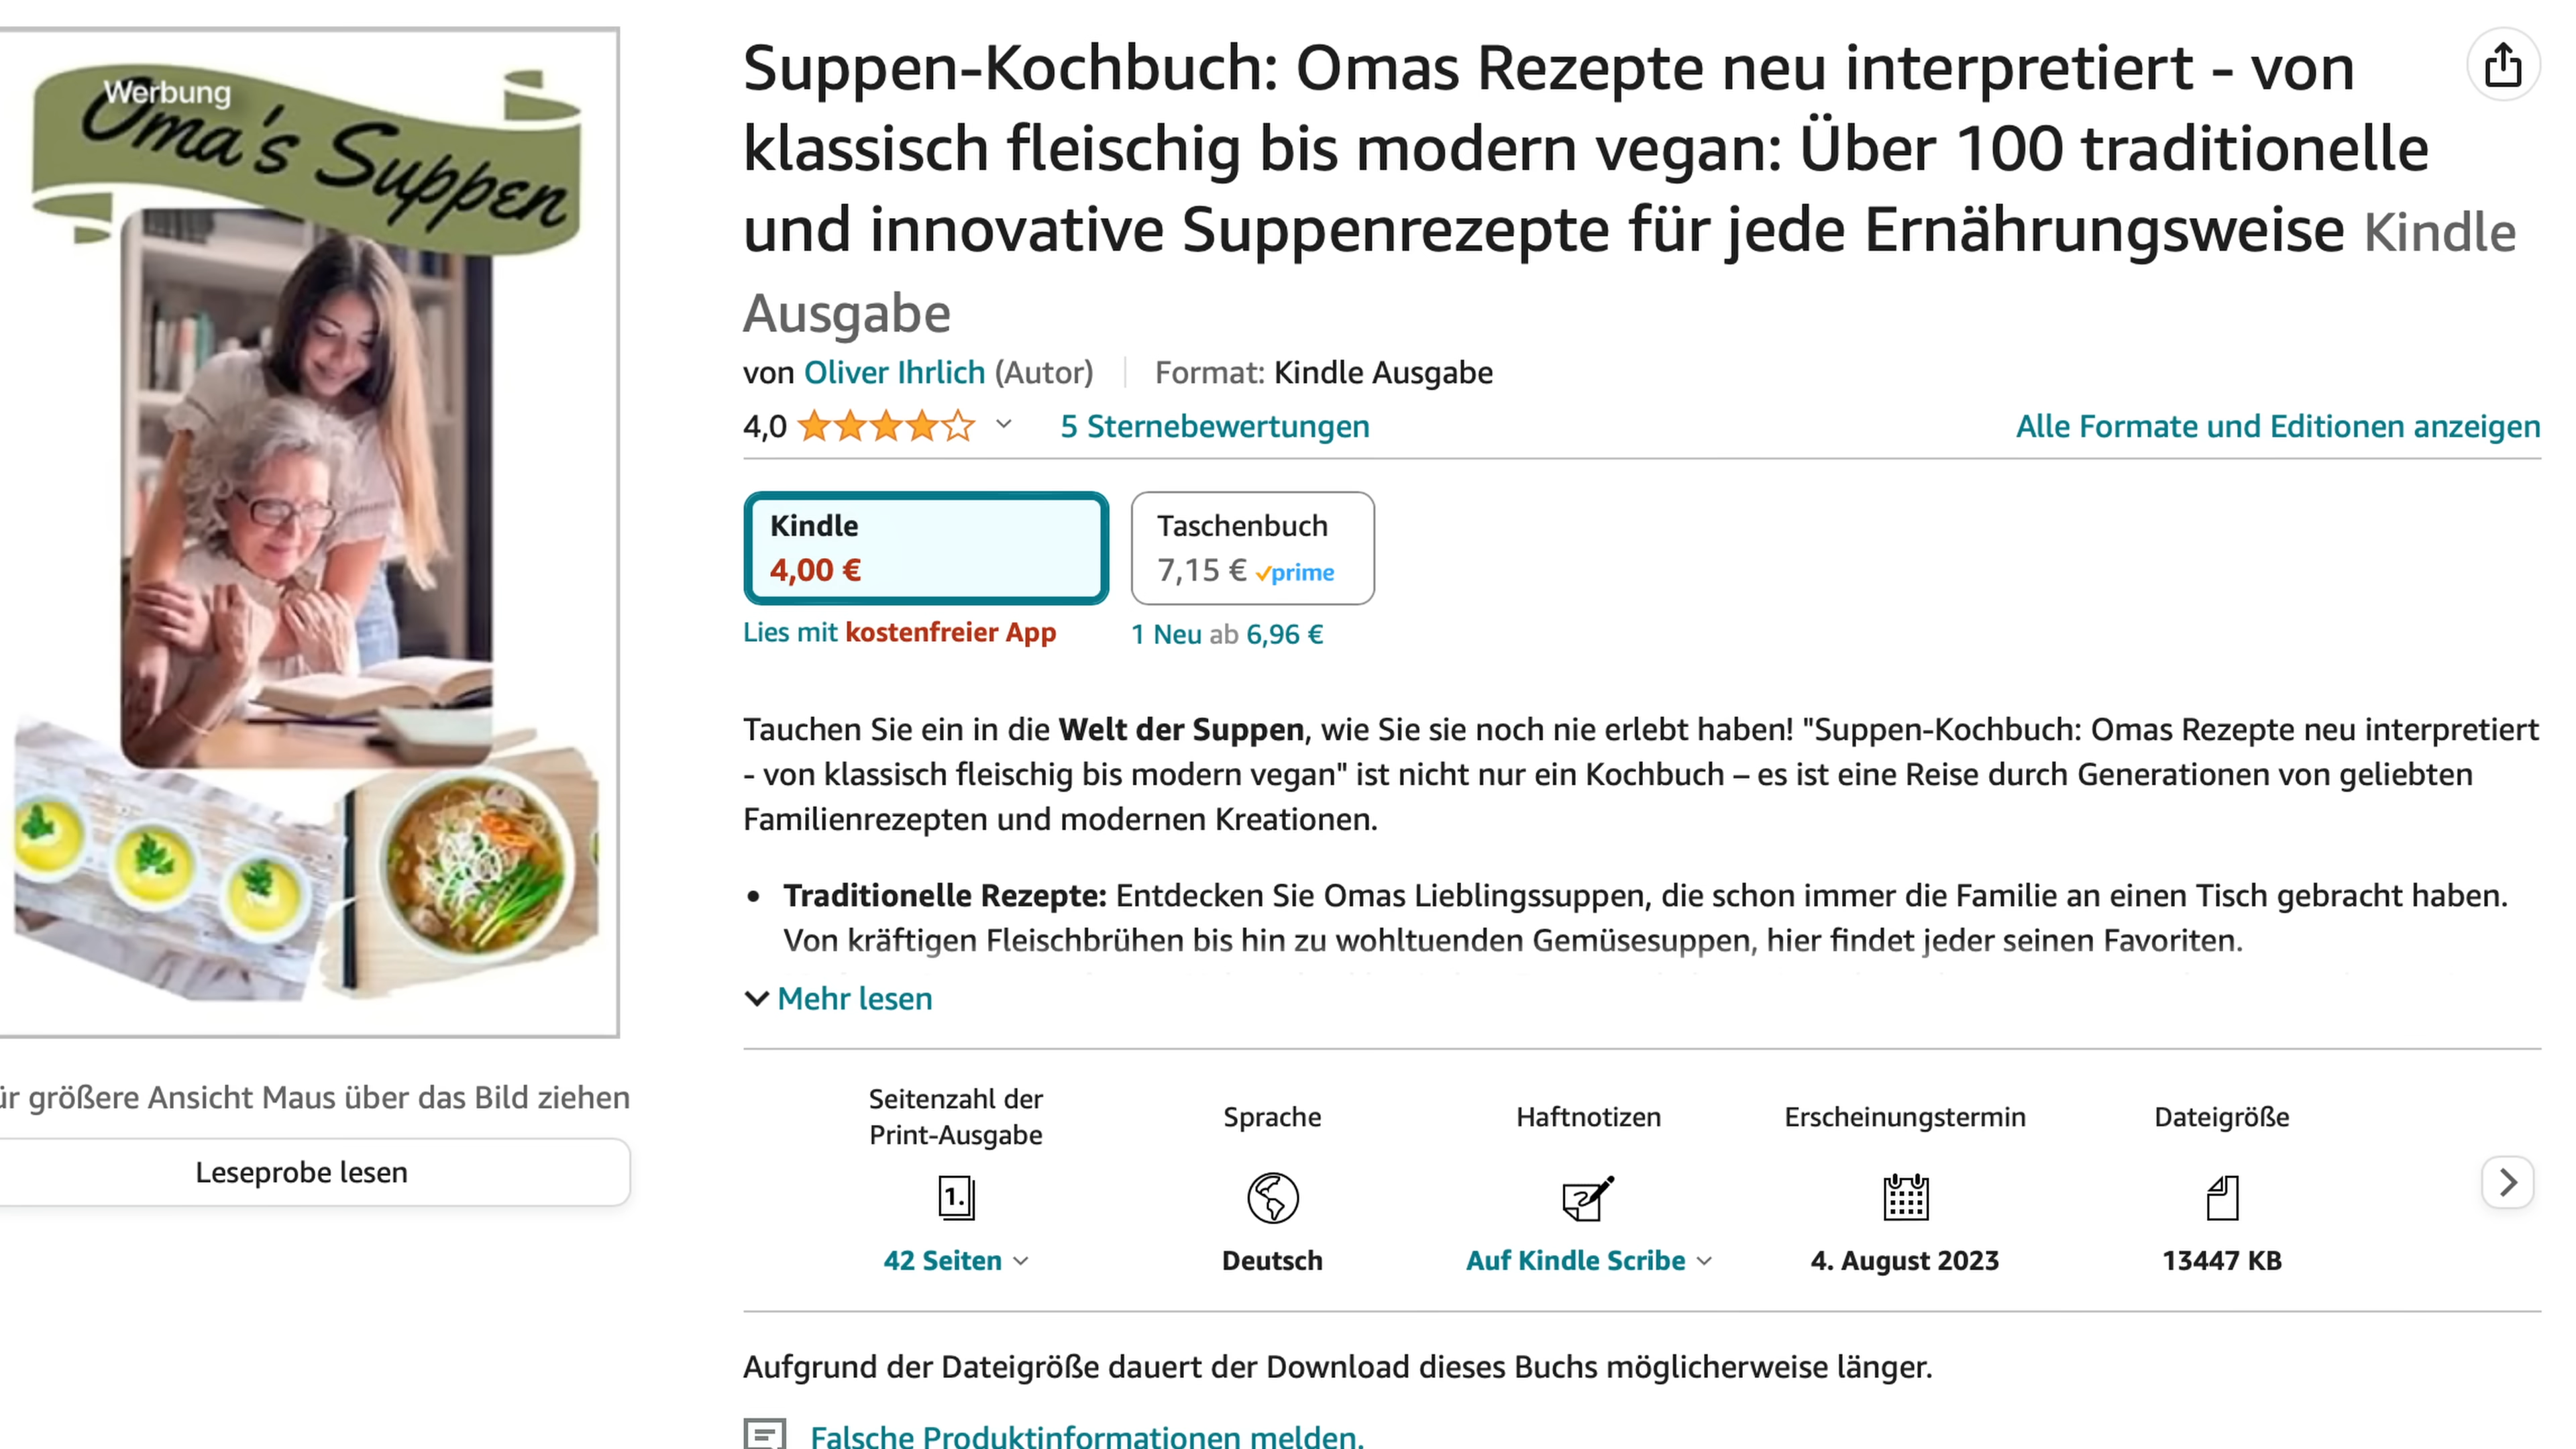 Werbung
Oma's Suppen
Suppen-Kochbuch: Omas Rezepte neu interpretiert - von
klassisch fleischig bis modern vegan: Über 100 traditionelle
und innovative Suppenrezepte für jede Ernährungsweise Kindle
Ausgabe
von Oliver Ihrlich (Autor) Format: Kindle Ausgabe
4,0 5 Sternebewertungen Alle Formate und Editionen anzeigen
Kindle
4,00 €
Taschenbuch
7,15 € prime
Lies mit kostenfreier App
1 Neu ab 6,96 €
Tauchen Sie ein in die Welt der Suppen, wie Sie sie noch nie erlebt haben! "Suppen-Kochbuch: Omas Rezepte neu interpretiert
- von klassisch fleischig bis modern vegan" ist nicht nur ein Kochbuch – es ist eine Reise durch Generationen von geliebten
Familienrezepten und modernen Kreationen.
• Traditionelle Rezepte: Entdecken Sie Omas Lieblingssuppen, die schon immer die Familie an einen Tisch gebracht haben.
Von kräftigen Fleischbrühen bis hin zu wohltuenden Gemüsesuppen, hier findet jeder seinen Favoriten.
Mehr lesen
größere Ansicht Maus über das Bild ziehen
Leseprobe lesen
Seitenzahl der
Print-Ausgabe
1.
42 Seiten
Sprache
Deutsch
Haftnotizen
Auf Kindle Scribe
Erscheinungstermin
4. August 2023
Dateigröße
13447 KB
Aufgrund der Dateigröße dauert der Download dieses Buchs möglicherweise länger.
Falsche Produktinformationen melden.